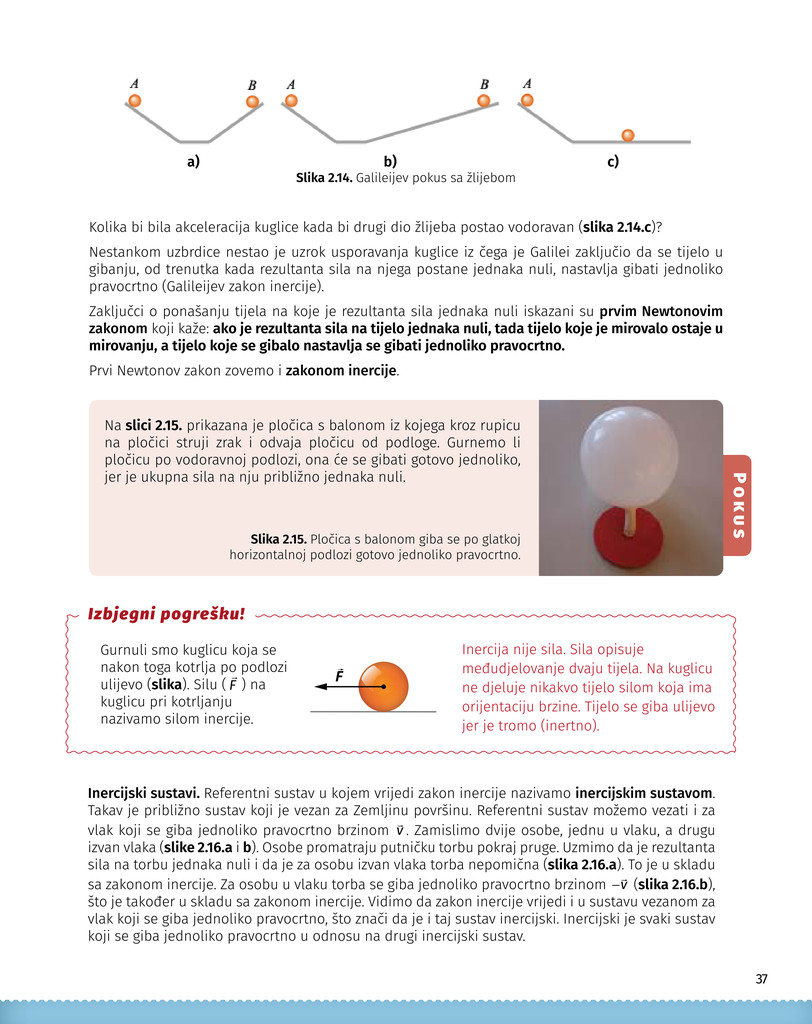 A B A B A
a) b) c)
Slika 2.14. Galileijev pokus sa žlijebom
Kolika bi bila akceleracija kuglice kada bi drugi dio žlijeba postao vodoravan (slika 2.14.c)?
Nestankom uzbrdice nestao je uzrok usporavanja kuglice iz čega je Galilei zaključio da se tijelo u
gibanju, od trenutka kada rezultanta sila na njega postane jednaka nuli, nastavlja gibati jednoliko
pravocrtno (Galileijev zakon inercije).
Zaključci o ponašanju tijela na koje je rezultanta sila jednaka nuli iskazani su prvim Newtonovim
zakonom koji kaže: ako je rezultanta sila na tijelo jednaka nuli, tada tijelo koje je mirovalo ostaje u
mirovanju, a tijelo koje se gibalo nastavlja se gibati jednoliko pravocrtno.
Prvi Newtonov zakon zovemo i zakonom inercije.
Na slici 2.15. prikazana je pločica s balonom iz kojega kroz rupicu
na pločici struji zrak i odvaja pločicu od podloge. Gurnemo li
pločicu po vodoravnoj podlozi, ona će se gibati gotovo jednoliko,
jer je ukupna sila na nju približno jednaka nuli.
Slika 2.15. Pločica s balonom giba se po glatkoj
horizontalnoj podlozi gotovo jednoliko pravocrtno.
POKUS
Izbjegni pogrešku!
Gurnuli smo kuglicu koja se
nakon toga kotrlja po podlozi
ulijevo (slika). Silu ( F⃗ ) na
kuglicu pri kotrljanju
nazivamo silom inercije.
F⃗
Inercija nije sila. Sila opisuje
međudjelovanje dvaju tijela. Na kuglicu
ne djeluje nikakvo tijelo silom koja ima
orijentaciju brzine. Tijelo se giba ulijevo
jer je tromo (inertno).
Inercijski sustavi. Referentni sustav u kojem vrijedi zakon inercije nazivamo inercijskim sustavom.
Takav je približno sustav koji je vezan za Zemljinu površinu. Referentni sustav možemo vezati i za
vlak koji se giba jednoliko pravocrtno brzinom v⃗ . Zamislimo dvije osobe, jednu u vlaku, a drugu
izvan vlaka (slike 2.16.a i b). Osobe promatraju putničku torbu pokraj pruge. Uzmimo da je rezultanta
sila na torbu jednaka nuli i da je za osobu izvan vlaka torba nepomična (slika 2.16.a). To je u skladu
sa zakonom inercije. Za osobu u vlaku torba se giba jednoliko pravocrtno brzinom −v⃗ (slika 2.16.b),
što je također u skladu sa zakonom inercije. Vidimo da zakon inercije vrijedi i u sustavu vezanom za
vlak koji se giba jednoliko pravocrtno, što znači da je i taj sustav inercijski. Inercijski je svaki sustav
koji se giba jednoliko pravocrtno u odnosu na drugi inercijski sustav.
37